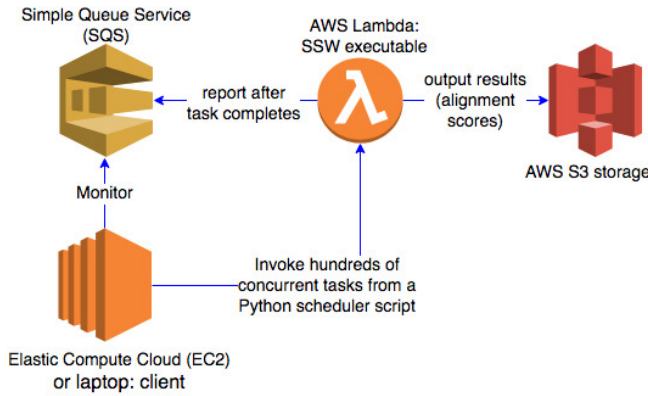 Simple Queue Service
(SQS)
AWS Lambda:
SSW executable
report after
task completes
output results
(alignment
scores)
AWS S3 storage
Monitor
Invoke hundreds of
concurrent tasks from a
Python scheduler script
Elastic Compute Cloud (EC2)
or laptop: client